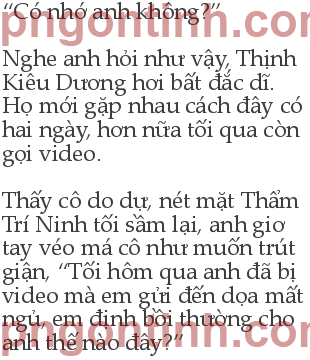 “Có nhớ anh không?”
pngontinh.com
Nghe anh hỏi như vậy, Thịnh
Kiêu Dương hơi bất đắc dĩ.
Họ mới gặp nhau cách đây có
hai ngày, hơn nữa tối qua còn
gọi video.
Thấy cô do dự, nét mặt Thẩm
Trí Ninh tối sầm lại, anh giơ
tay véo má cô như muốn trút
giận, “Tối hôm qua anh đã bị
video mà em gửi đến dọa mất
ngủ, em định bồi thường cho
pngontinh.com
anh thế nào đây?”